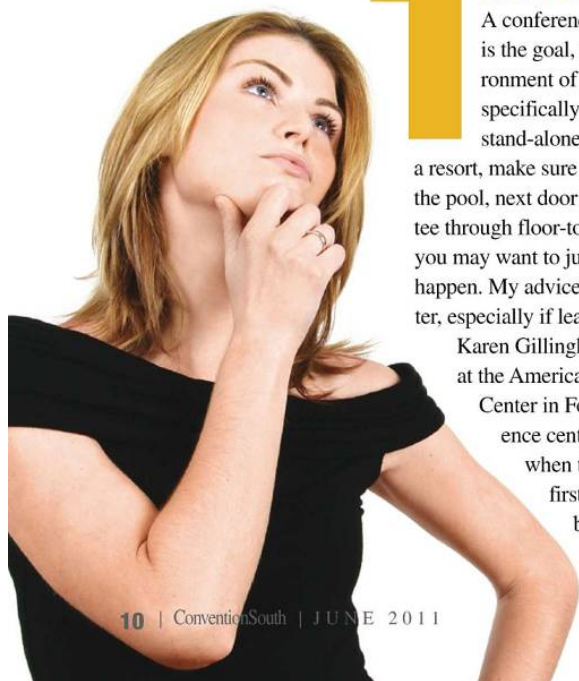 A conferenc
is the goal,
ronment of
specifically
stand-alone
a resort, make sure
the pool, next door
tee through floor-to
you may want to ju
happen. My advice
ter, especially if lea
Karen Gillingh
at the America
Center in Fo
ence cent
when t
first
b
10 | ConventionSouth | JUNE 2011